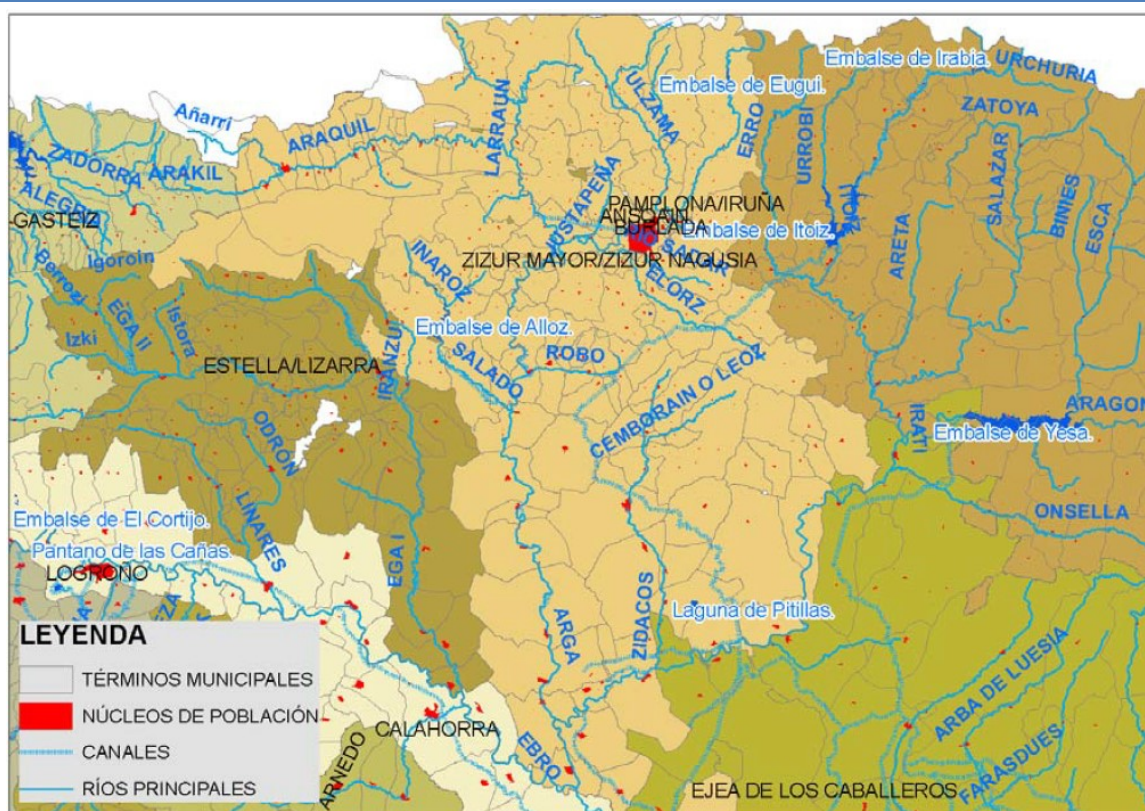 Embalse de Irabia.
URCHURIA
Embalse de Eugui.
ULZAMA
LARRAUN
ERRO
URROBI
ZATOYA
Añarri
ARAQUIL
ZADORRA
ARAKIL
ALEGRIA
-GASTEIZ
Igoroin
Berrozi
EGA II
Istora
Izki
JUSTAPEÑA
PAMPLONA/IRUÑA
ANSOAIN
BURLADA
Embalse de Itoiz.
ITOIZ
SADAR
ZIZUR MAYOR/ZIZUR NAGUSIA
ELORZ
INAROZ
SALAZAR
BINIES
ESCA
ARETA
Embalse de Alloz.
SALADO
ROBO
ESTELLA/LIZARRA
IRANZU
CEMBORAIN O LEOZ
IRATI
ARAGON
Embalse de Yesa.
ONSELLA
ODRÓN
LINARES
Embalse de El Cortijo.
Pantano de las Cañas.
LOGROÑO
EGA I
ARGA
ZIDACOS
Laguna de Pitillas.
ARBA DE LUESIA
FARASDUES
EBRO
CALAHORRA
ARNEDO
EJEA DE LOS CABALLEROS
LEYENDA
TÉRMINOS MUNICIPALES
NÚCLEOS DE POBLACIÓN
CANALES
RÍOS PRINCIPALES